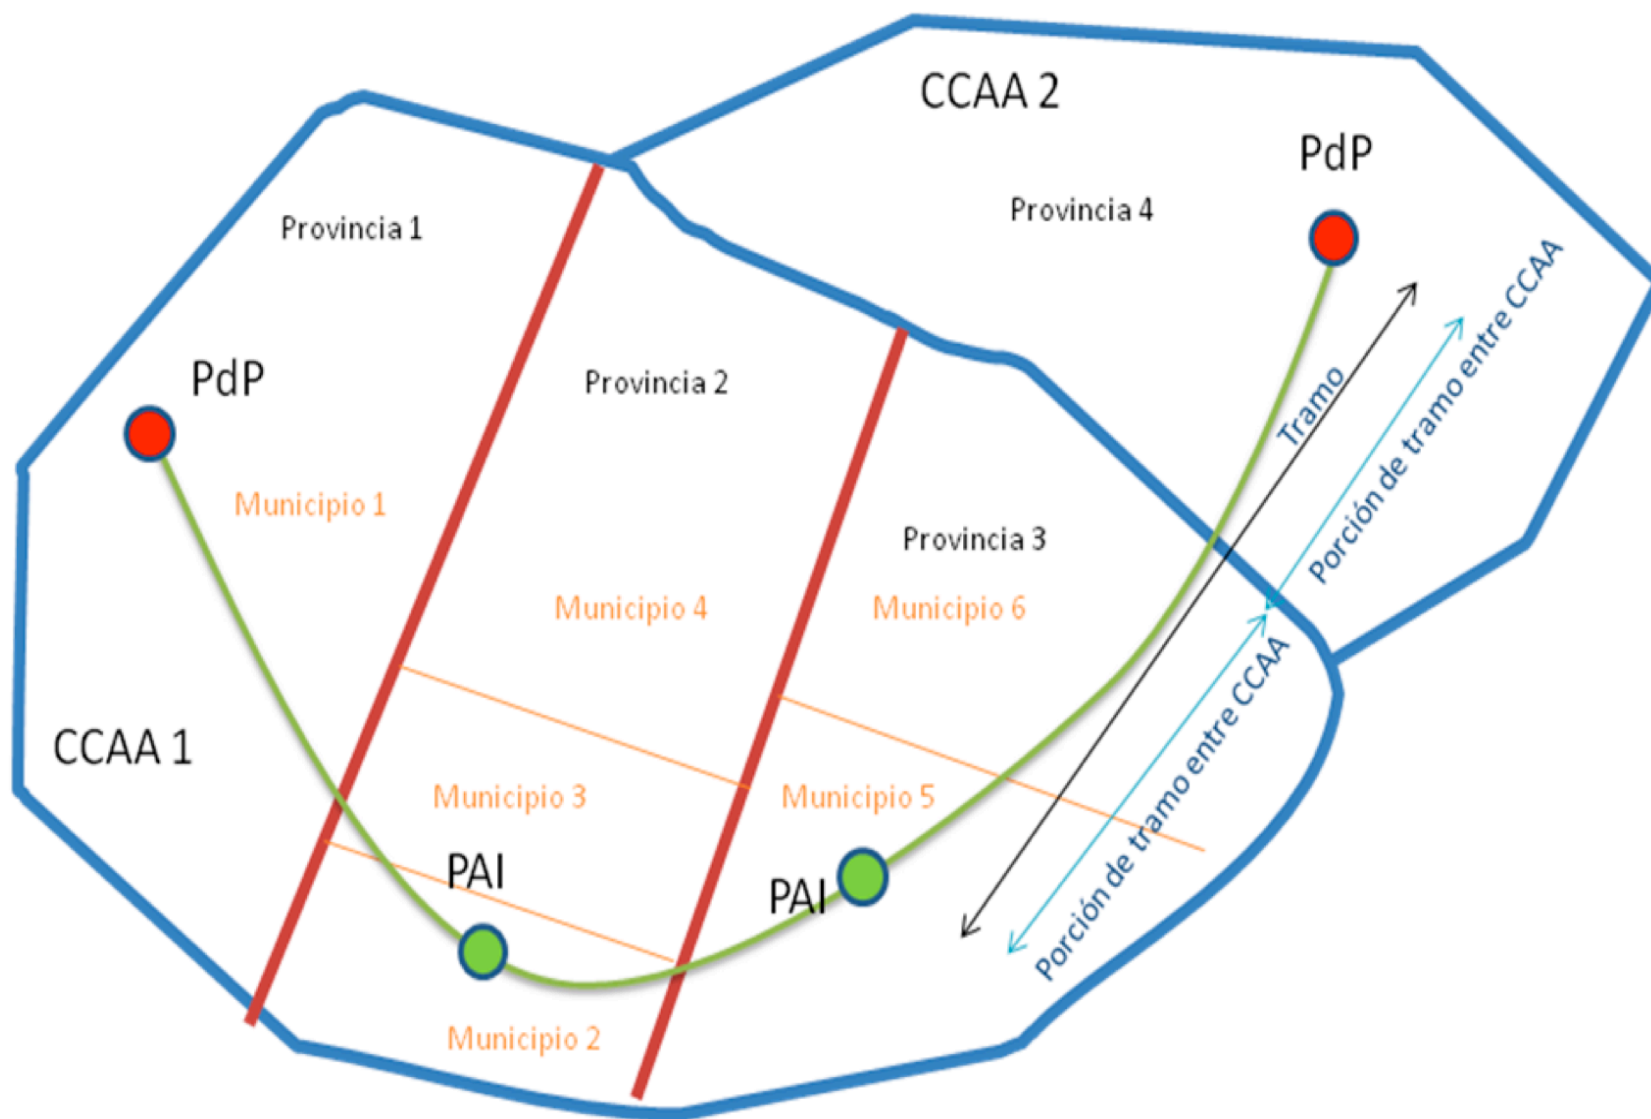 CCAA 2
PdP
Provincia 4
Provincia 1
PdP
Provincia 2
Tramo
Porción de tramo entre CCAA
Municipio 1
Provincia 3
Municipio 4
Municipio 6
CCAA 1
Municipio 3
Municipio 5
Porción de tramo entre CCAA
PAI
PAI
Municipio 2